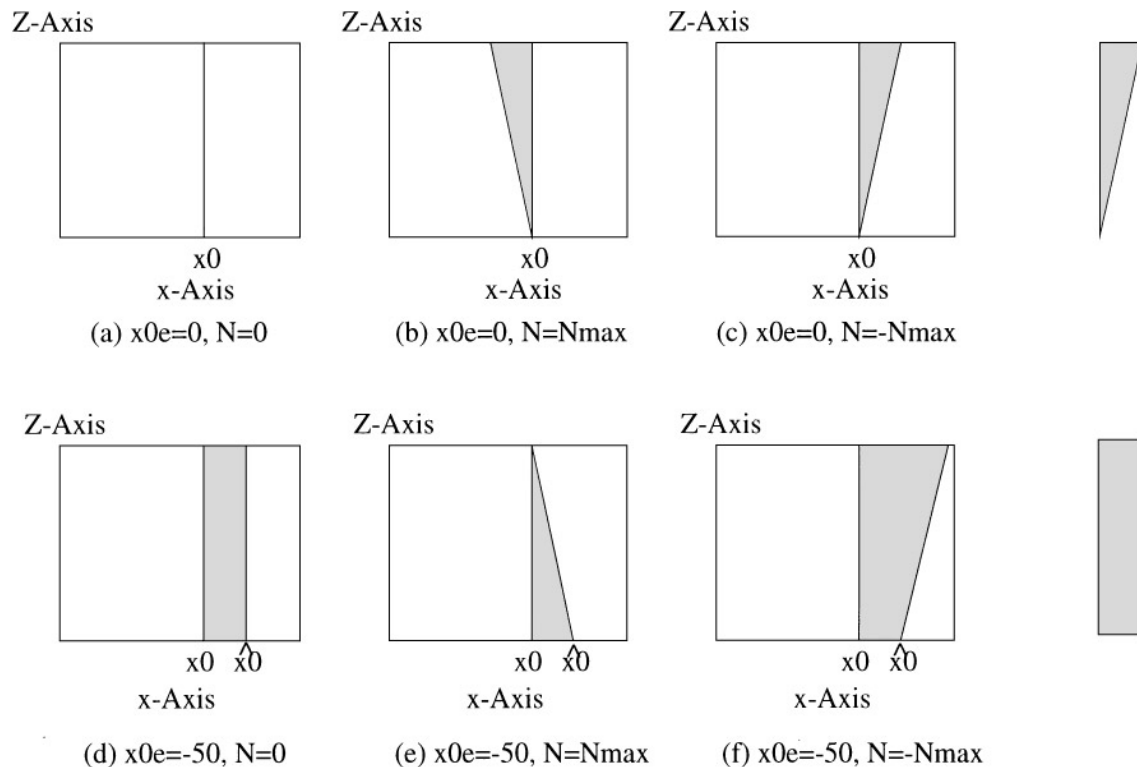 Z-Axis Z-Axis Z-Axis
x0 x0 x0
x-Axis x-Axis x-Axis
(a) x0e=0, N=0 (b) x0e=0, N=Nmax (c) x0e=0, N=-Nmax
Z-Axis Z-Axis Z-Axis
x0 x̂0 x0 x̂0 x0 x̂0
x-Axis x-Axis x-Axis
(d) x0e=-50, N=0 (e) x0e=-50, N=Nmax (f) x0e=-50, N=-Nmax